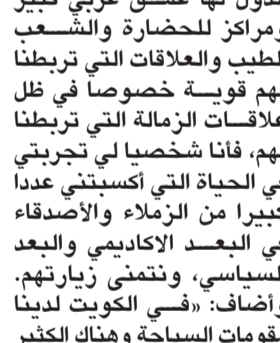 ومراكز للحضارة والشعب
الطيب والعلاقات التي تربطنا
بهم قوية خصوصا في ظل
علاقات الزمالة التي تربطنا
بهم، فأنا شخصيا لي تجربتي
في الحياة التي أكسبتني عددا
كبيرا من الزملاء والأصدقاء
في البعد الاكاديمي والبعد
السياسي، ونتمنى زيارتهم.
وأضاف: «في الكويت لدينا
مقومات السياحة وهناك الكثير